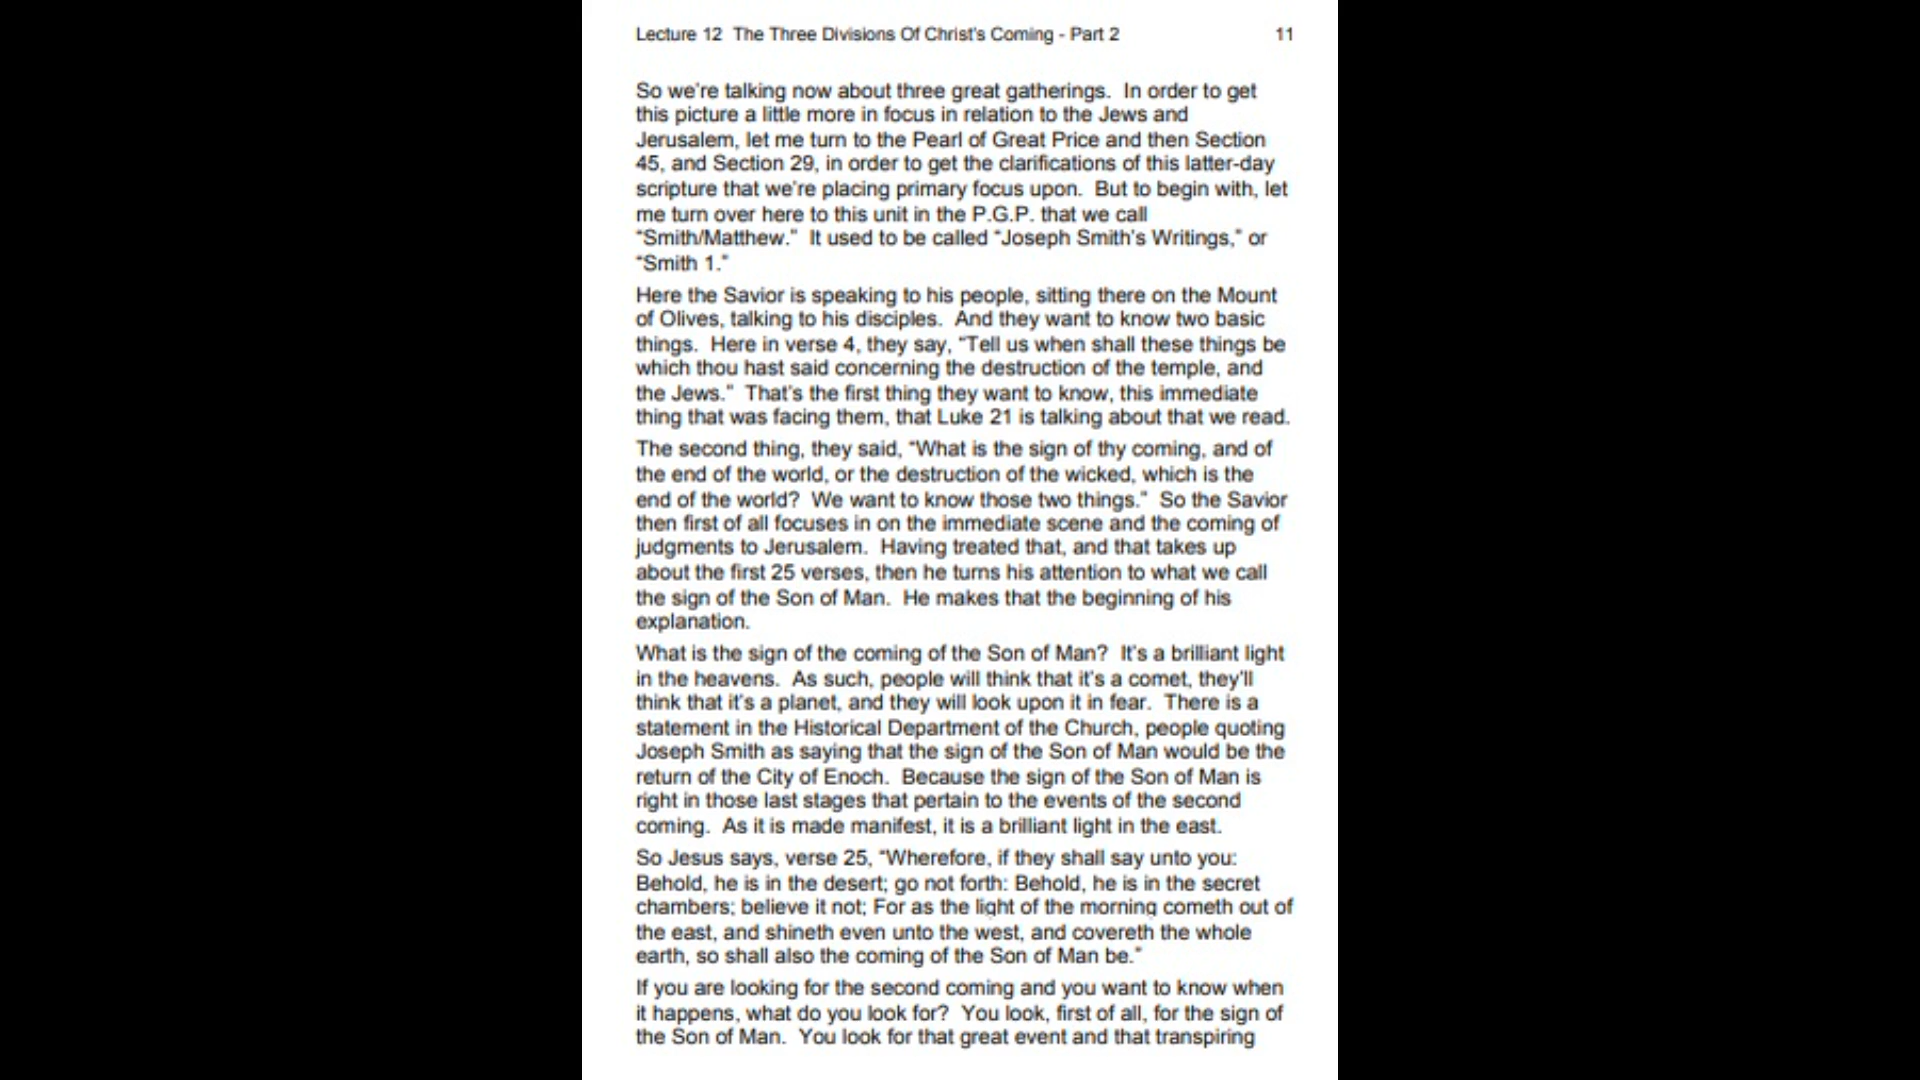 Lecture 12  The Three Divisions Of Christ's Coming - Part 2    11
So we're talking now about three great gatherings.  In order to get
this picture a little more in focus in relation to the Jews and
Jerusalem, let me turn to the Pearl of Great Price and then Section
45, and Section 29, in order to get the clarifications of this latter-day
scripture that we're placing primary focus upon.  But to begin with, let
me turn over here to this unit in the P.G.P. that we call
“Smith/Matthew.”  It used to be called “Joseph Smith's Writings,” or
“Smith 1.”
Here the Savior is speaking to his people, sitting there on the Mount
of Olives, talking to his disciples.  And they want to know two basic
things.  Here in verse 4, they say, “Tell us when shall these things be
which thou hast said concerning the destruction of the temple, and
the Jews.”  That's the first thing they want to know, this immediate
thing that was facing them, that Luke 21 is talking about that we read.
The second thing, they said, “What is the sign of thy coming, and of
the end of the world, or the destruction of the wicked, which is the
end of the world?  We want to know those two things.”  So the Savior
then first of all focuses in on the immediate scene and the coming of
judgments to Jerusalem.  Having treated that, and that takes up
about the first 25 verses, then he turns his attention to what we call
the sign of the Son of Man.  He makes that the beginning of his
explanation.
What is the sign of the coming of the Son of Man?  It's a brilliant light
in the heavens.  As such, people will think that it's a comet, they'll
think that it's a planet, and they will look upon it in fear.  There is a
statement in the Historical Department of the Church, people quoting
Joseph Smith as saying that the sign of the Son of Man would be the
return of the City of Enoch.  Because the sign of the Son of Man is
right in those last stages that pertain to the events of the second
coming.  As it is made manifest, it is a brilliant light in the east.
So Jesus says, verse 25, “Wherefore, if they shall say unto you:
Behold, he is in the desert; go not forth: Behold, he is in the secret
chambers; believe it not; For as the light of the morning cometh out of
the east, and shineth even unto the west, and covereth the whole
earth, so shall also the coming of the Son of Man be.”
If you are looking for the second coming and you want to know when
it happens, what do you look for?  You look, first of all, for the sign of
the Son of Man.  You look for that great event and that transpiring